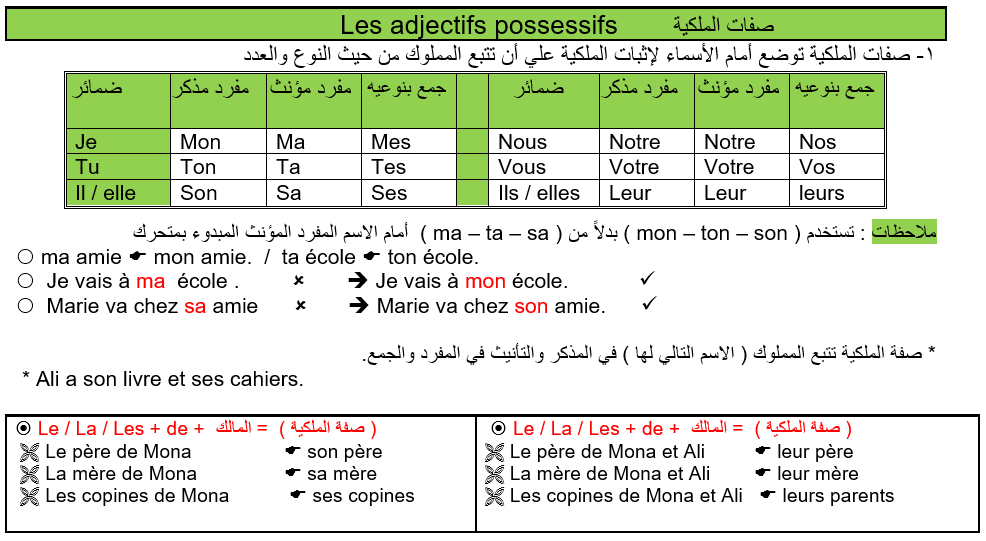 Les adjectifs possessifs صفات الملكية
١- صفات الملكية توضع أمام الأسماء لإثبات الملكية علي أن تتبع المملوك من حيث النوع والعدد
ضمائر مفرد مذكر مفرد مؤنث جمع بنوعيه ضمائر مفرد مذكر مفرد مؤنث جمع بنوعيه
Je Mon Ma Mes Nous Notre Notre Nos
Tu Ton Ta Tes Vous Votre Votre Vos
Il / elle Son Sa Ses Ils / elles Leur Leur leurs
ملاحظات : تستخدم ( mon – ton – son ) بدلاً من ( ma – ta – sa ) أمام الاسم المفرد المؤنث المبدوء بمتحرك
○ ma amie ☛ mon amie. / ta école ☛ ton école.
○ Je vais à ma école . × ➔ Je vais à mon école. ✓
○ Marie va chez sa amie × ➔ Marie va chez son amie. ✓
* صفة الملكية تتبع المملوك ( الاسم التالي لها ) في المذكر والتأنيث في المفرد والجمع.
* Ali a son livre et ses cahiers.
Le / La / Les + de + المالك = ( صفة الملكية )
Le père de Mona ☛ son père
La mère de Mona ☛ sa mère
Les copines de Mona ☛ ses copines
Le / La / Les + de + المالك = ( صفة الملكية )
Le père de Mona et Ali ☛ leur père
La mère de Mona et Ali ☛ leur mère
Les copines de Mona et Ali ☛ leurs parents